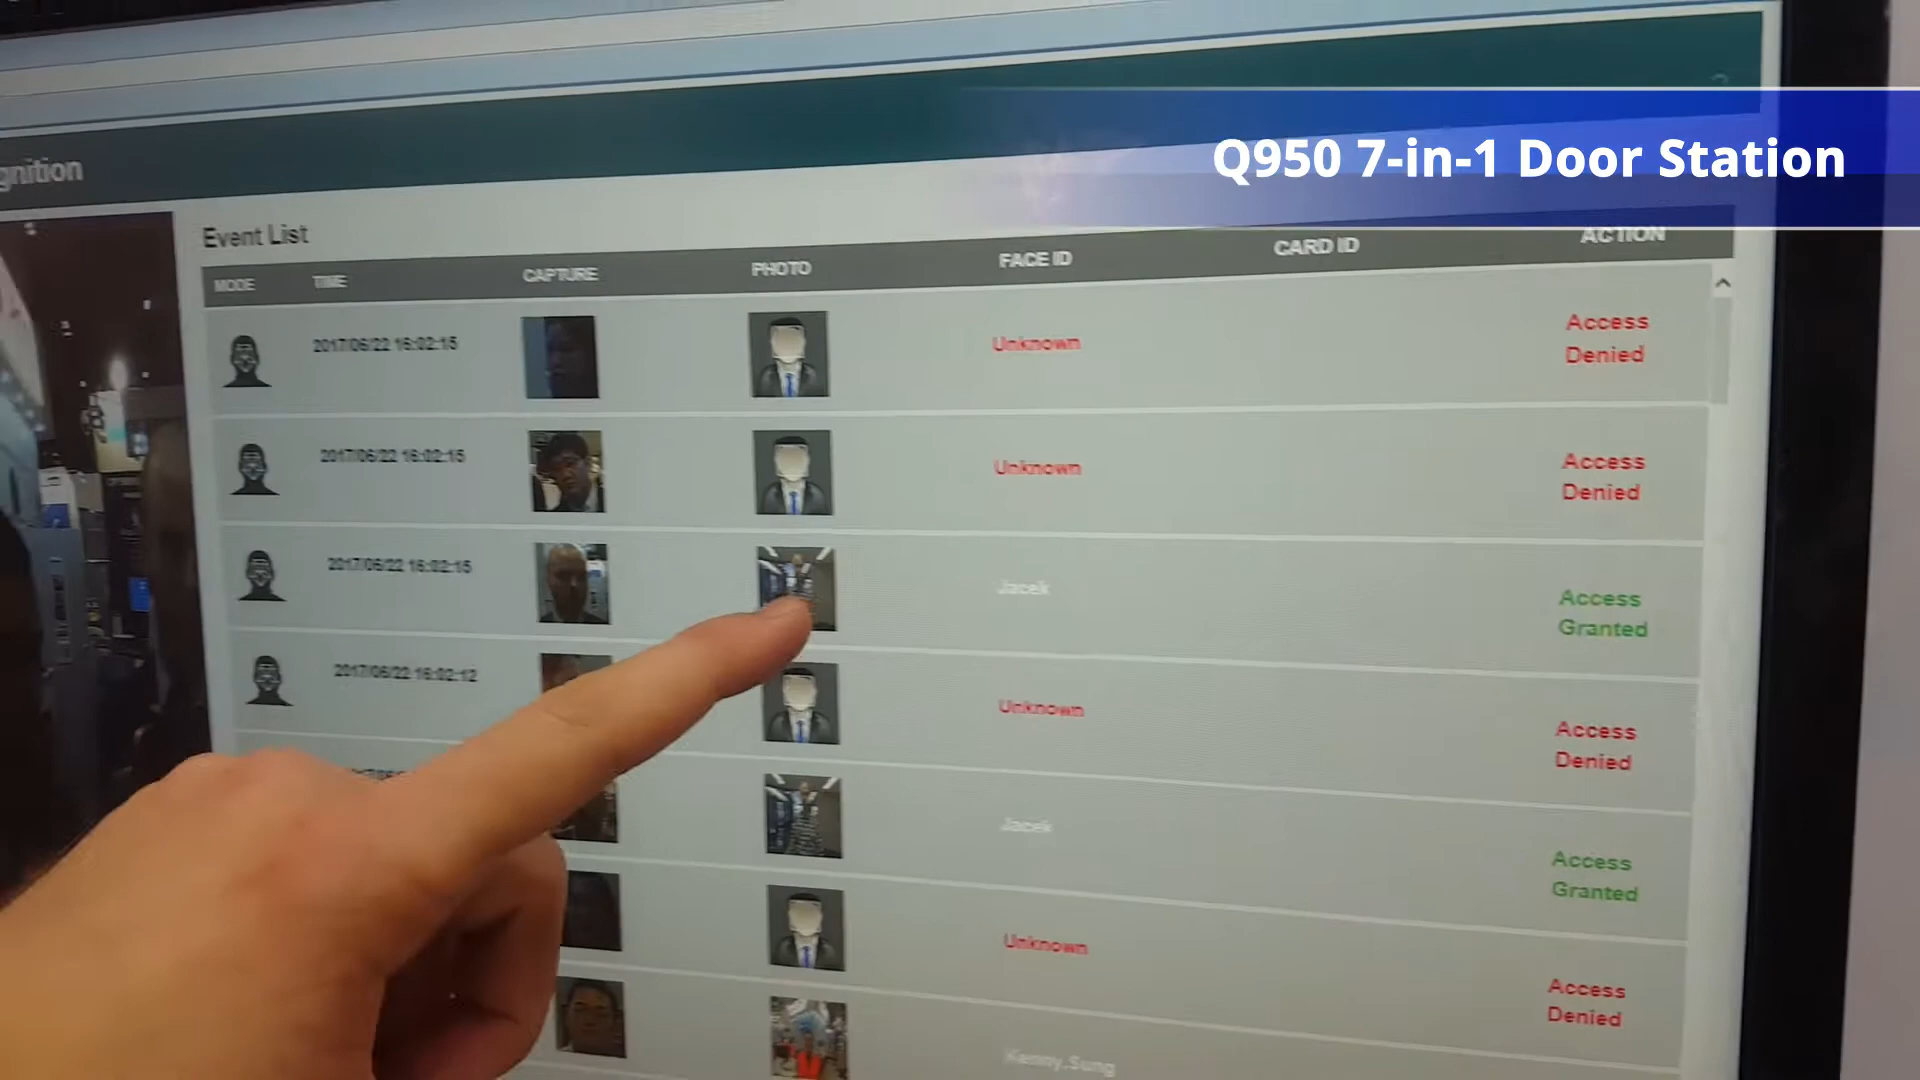 Q950 7-in-1 Door Station
gnition
Event List
MODE TIME CAPTURE PHOTO FACE ID CARD ID ACTION
2017/06/22 16:02:15 Unknown Access Denied
2017/06/22 16:02:15 Unknown Access Denied
2017/06/22 16:02:15 Jacek Access Granted
2017/06/22 16:02:12 Unknown Access Denied
Jacek Access Granted
Unknown Access Denied
Kenny.Sung